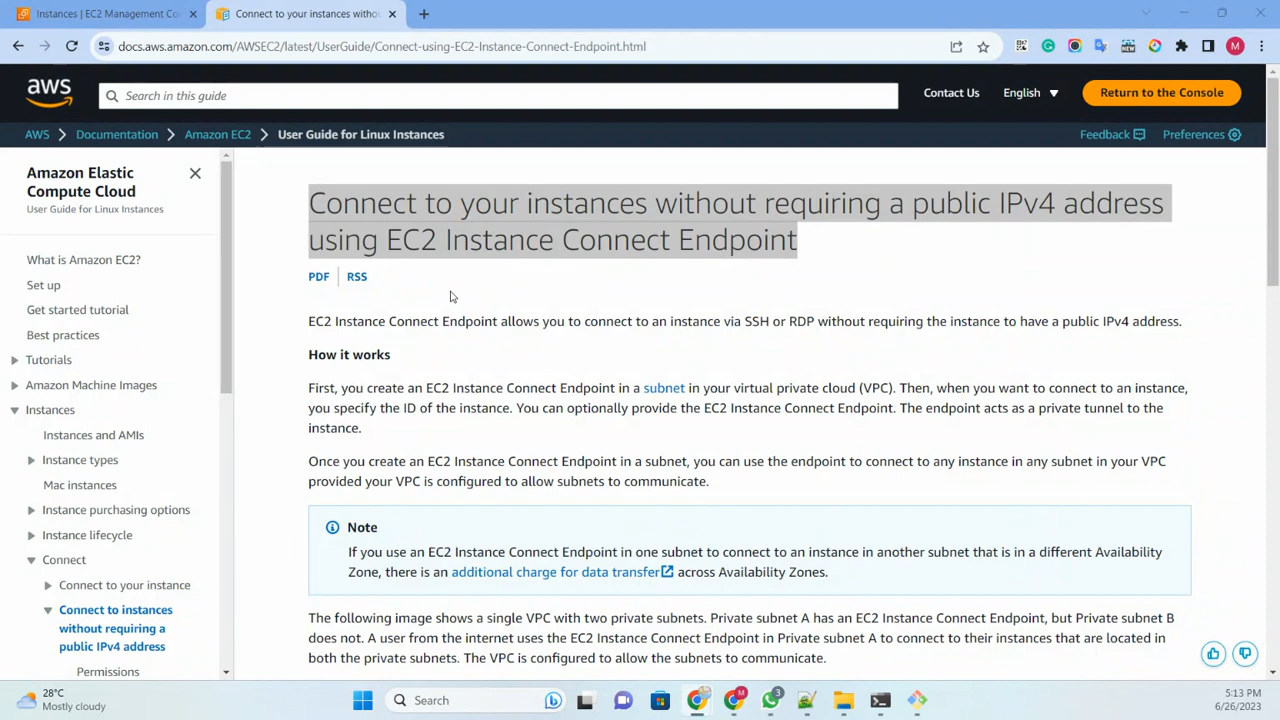 Instances | EC2 Management Co
Connect to your instances witho
docs.aws.amazon.com/AWSEC2/latest/UserGuide/Connect-using-EC2-Instance-Connect-Endpoint.html
M
aws
Search in this guide
Contact Us
English
Return to the Console
AWS
Documentation
Amazon EC2
User Guide for Linux Instances
Feedback
Preferences
Amazon Elastic
Compute Cloud
User Guide for Linux Instances
What is Amazon EC2?
Set up
Get started tutorial
Best practices
Tutorials
Amazon Machine Images
Instances
Instances and AMIs
Instance types
Mac instances
Instance purchasing options
Instance lifecycle
Connect
Connect to your instance
Connect to instances
without requiring a
public IPv4 address
Permissions
Connect to your instances without requiring a public IPv4 address
using EC2 Instance Connect Endpoint
PDF
RSS
EC2 Instance Connect Endpoint allows you to connect to an instance via SSH or RDP without requiring the instance to have a public IPv4 address.
How it works
First, you create an EC2 Instance Connect Endpoint in a subnet in your virtual private cloud (VPC). Then, when you want to connect to an instance,
you specify the ID of the instance. You can optionally provide the EC2 Instance Connect Endpoint. The endpoint acts as a private tunnel to the
instance.
Once you create an EC2 Instance Connect Endpoint in a subnet, you can use the endpoint to connect to any instance in any subnet in your VPC
provided your VPC is configured to allow subnets to communicate.
Note
If you use an EC2 Instance Connect Endpoint in one subnet to connect to an instance in another subnet that is in a different Availability
Zone, there is an additional charge for data transfer across Availability Zones.
The following image shows a single VPC with two private subnets. Private subnet A has an EC2 Instance Connect Endpoint, but Private subnet B
does not. A user from the internet uses the EC2 Instance Connect Endpoint in Private subnet A to connect to their instances that are located in
both the private subnets. The VPC is configured to allow the subnets to communicate.
28°C
Mostly cloudy
Search
M
3
5:13 PM
6/26/2023